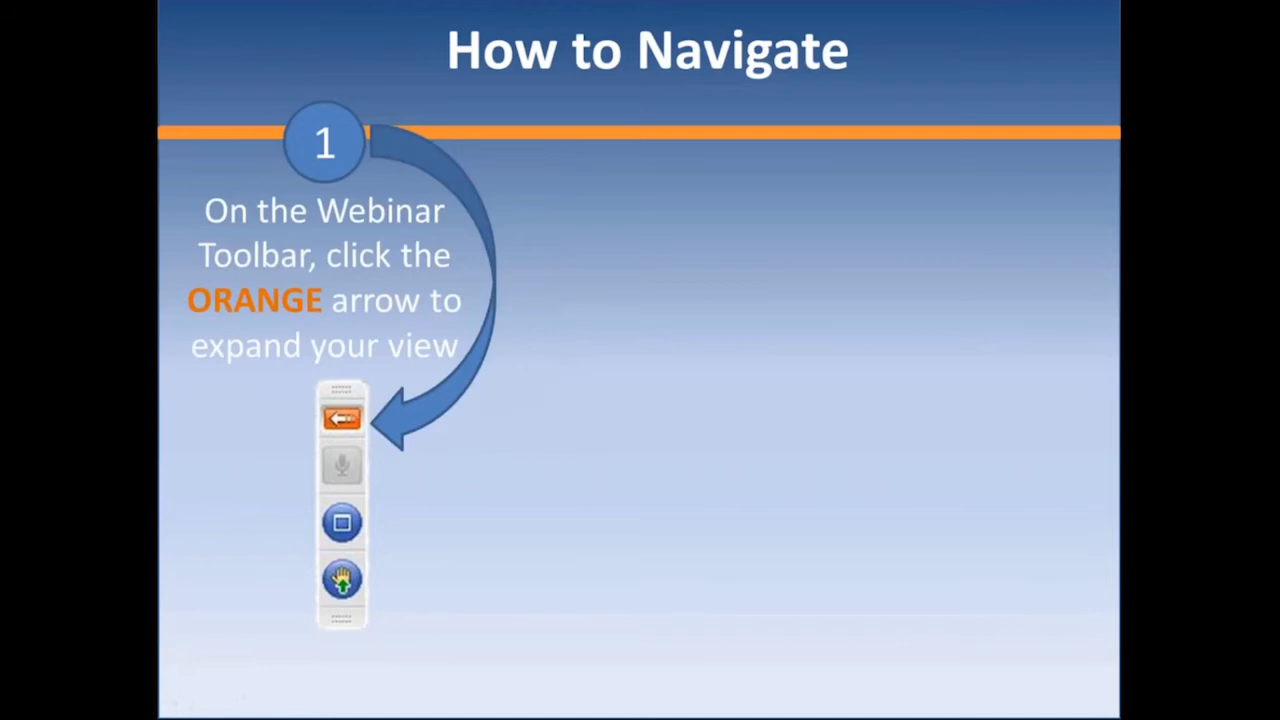 How to Navigate
1
On the Webinar
Toolbar, click the
ORANGE arrow to
expand your view